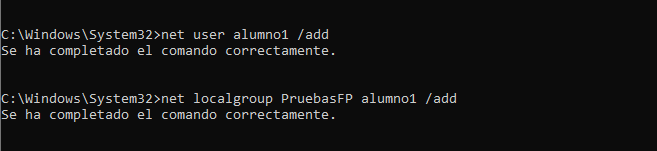 C:\Windows\System32>net user alumno1 /add
Se ha completado el comando correctamente.
C:\Windows\System32>net localgroup PruebasFP alumno1 /add
Se ha completado el comando correctamente.